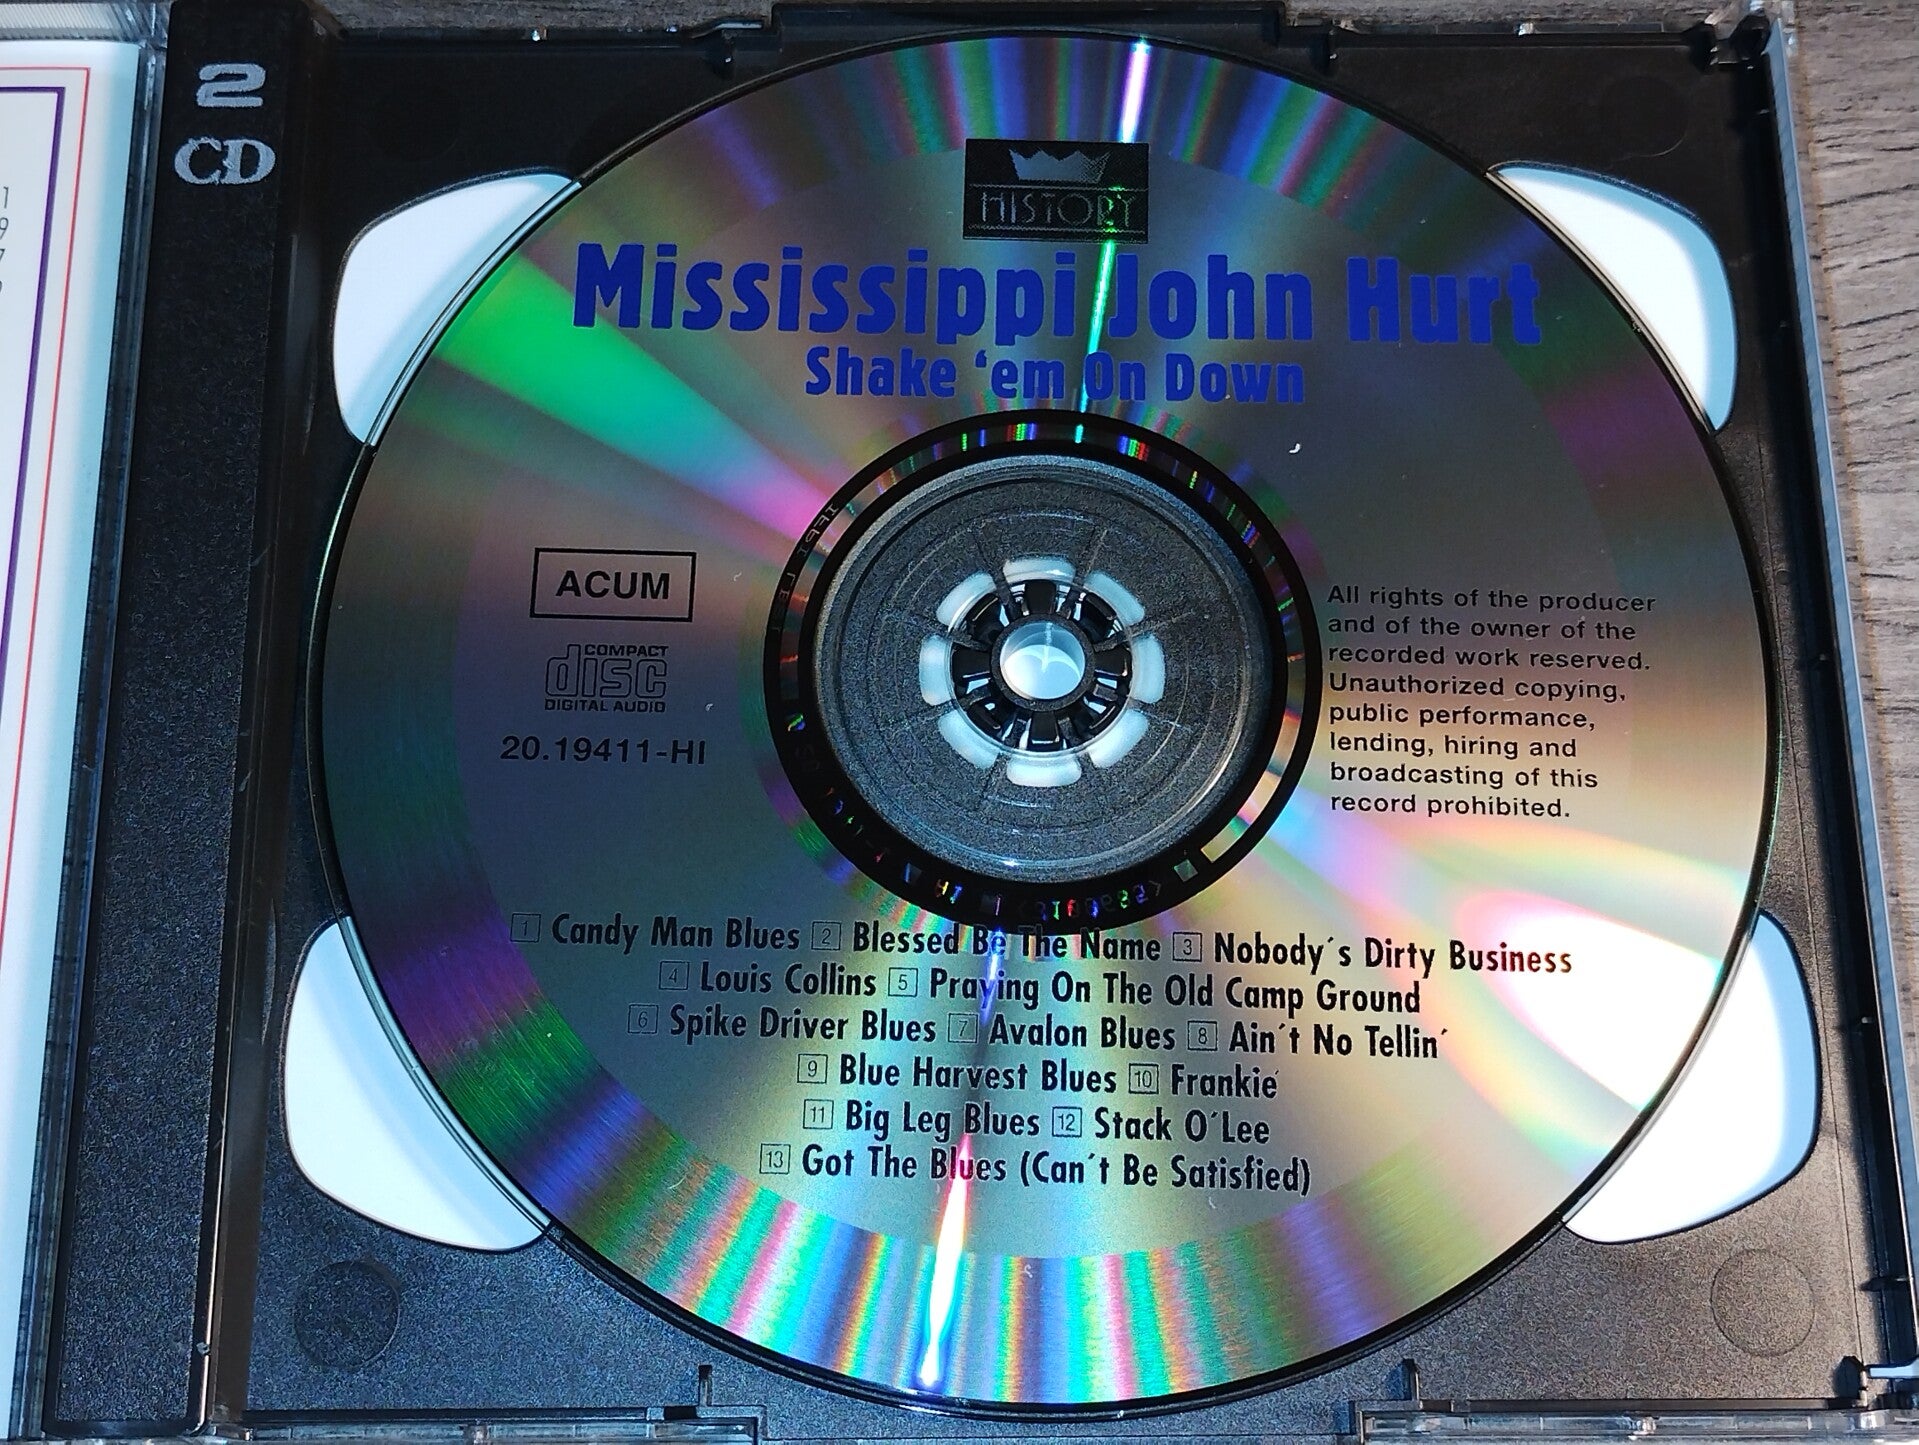 2
CD
1
9
7
HISTORY
Mississippi John Hurt
Shake ‘em On Down
ACUM
COMPACT
disc
DIGITAL AUDIO
20.19411-HI
All rights of the producer
and of the owner of the
recorded work reserved.
Unauthorized copying,
public performance,
lending, hiring and
broadcasting of this
record prohibited.
IFPI
1 Candy Man Blues 2 Blessed Be The Name 3 Nobody´s Dirty Business
4 Louis Collins 5 Praying On The Old Camp Ground
6 Spike Driver Blues 7 Avalon Blues 8 Ain´t No Tellin´
9 Blue Harvest Blues 10 Frankie´
11 Big Leg Blues 12 Stack O´Lee
13 Got The Blues (Can´t Be Satisfied)